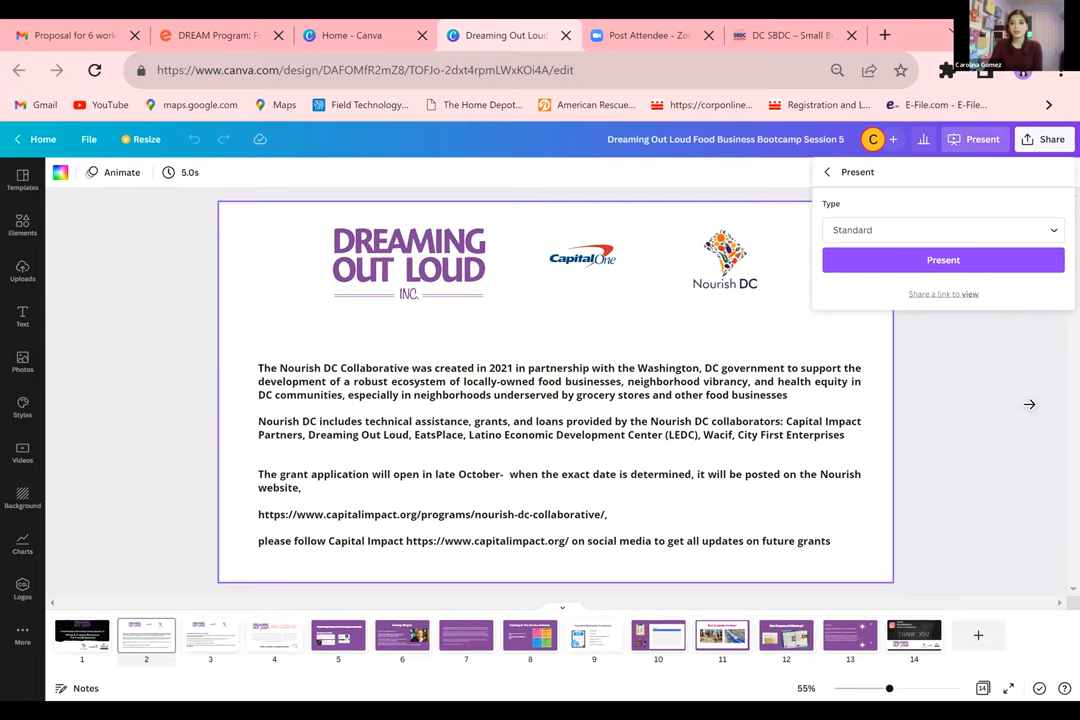 Proposal for 6 work
DREAM Program: F
Home - Canva
Dreaming Out Loud
Post Attendee - Zo
DC SBDC – Small B
Carolina Gomez
https://www.canva.com/design/DAFOMfR2mZ8/TOFJo-2dxt4rpmLWxKOi4A/edit
Gmail
YouTube
maps.google.com
Maps
Field Technology...
The Home Depot...
American Rescue...
https://corponline...
Registration and L...
E-File.com - E-File...
Home
File
Resize
Dreaming Out Loud Food Business Bootcamp Session 5
C
Present
Share
Templates
Elements
Uploads
Text
Photos
Styles
Videos
Background
Charts
Logos
More
Animate
5.0s
Present
Type
Standard
Present
Share a link to view
DREAMING
OUT LOUD
INC.
Capital One
Nourish DC
The Nourish DC Collaborative was created in 2021 in partnership with the Washington, DC government to support the
development of a robust ecosystem of locally-owned food businesses, neighborhood vibrancy, and health equity in
DC communities, especially in neighborhoods underserved by grocery stores and other food businesses
Nourish DC includes technical assistance, grants, and loans provided by the Nourish DC collaborators: Capital Impact
Partners, Dreaming Out Loud, EatsPlace, Latino Economic Development Center (LEDC), Wacif, City First Enterprises
The grant application will open in late October- when the exact date is determined, it will be posted on the Nourish
website,
https://www.capitalimpact.org/programs/nourish-dc-collaborative/,
please follow Capital Impact https://www.capitalimpact.org/ on social media to get all updates on future grants
THANK YOU
1
2
3
4
5
6
7
8
9
10
11
12
13
14
Notes
55%
14